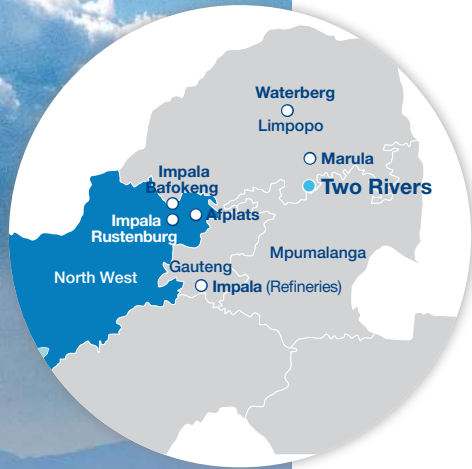 Waterberg
Limpopo
Marula
Two Rivers
Impala
Bafokeng
Afplats
Impala
Rustenburg
Mpumalanga
Gauteng
North West
Impala (Refineries)